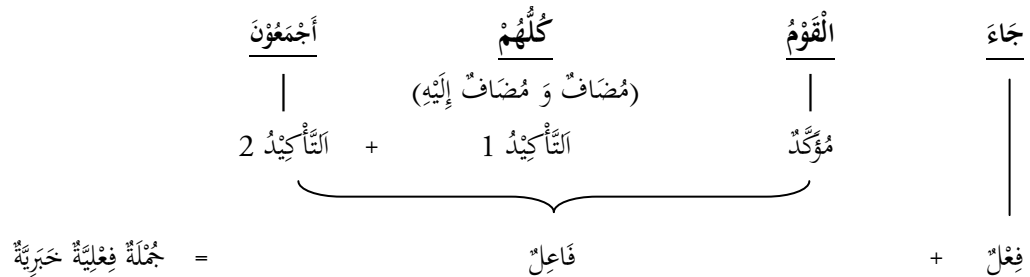 جَاءَ الْقَوْمُ كُلُّهُمْ أَجْمَعُوْنَ
(مُضَافٌ وَ مُضَافٌ إِلَيْهِ)
مُؤَكَّدٌ اَلتَّأْكِيْدُ 1 + اَلتَّأْكِيْدُ 2
فِعْلٌ + فَاعِلٌ = جُمْلَةٌ فِعْلِيَّةٌ خَبَرِيَّةٌ